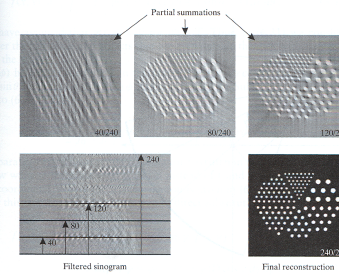 Partial summations
40/240
80/240
120/2
240
120
80
40
240/2
Filtered sinogram
Final reconstruction